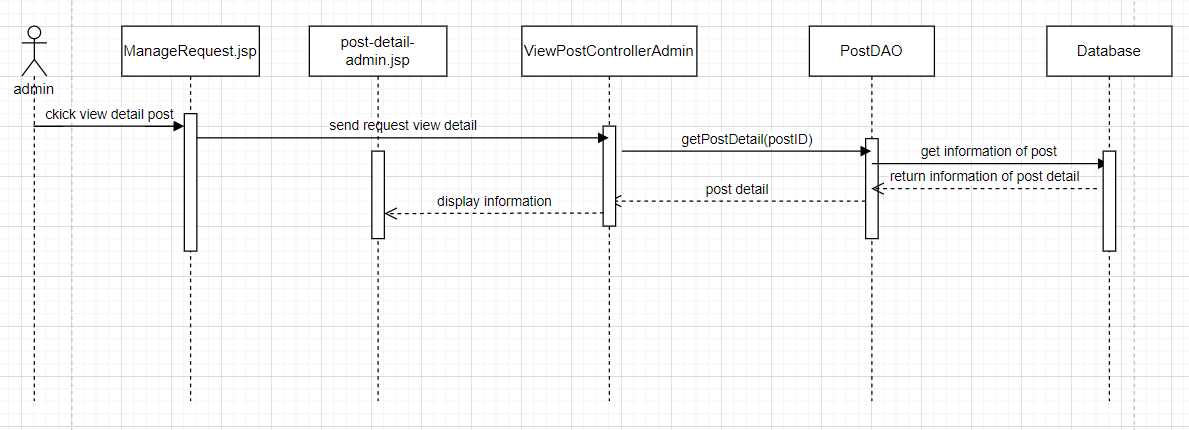 ManageRequest.jsp
post-detail-
admin.jsp
ViewPostControllerAdmin
PostDAO
Database
admin
ckick view detail post
send request view detail
getPostDetail(postID)
get information of post
return information of post detail
post detail
display information